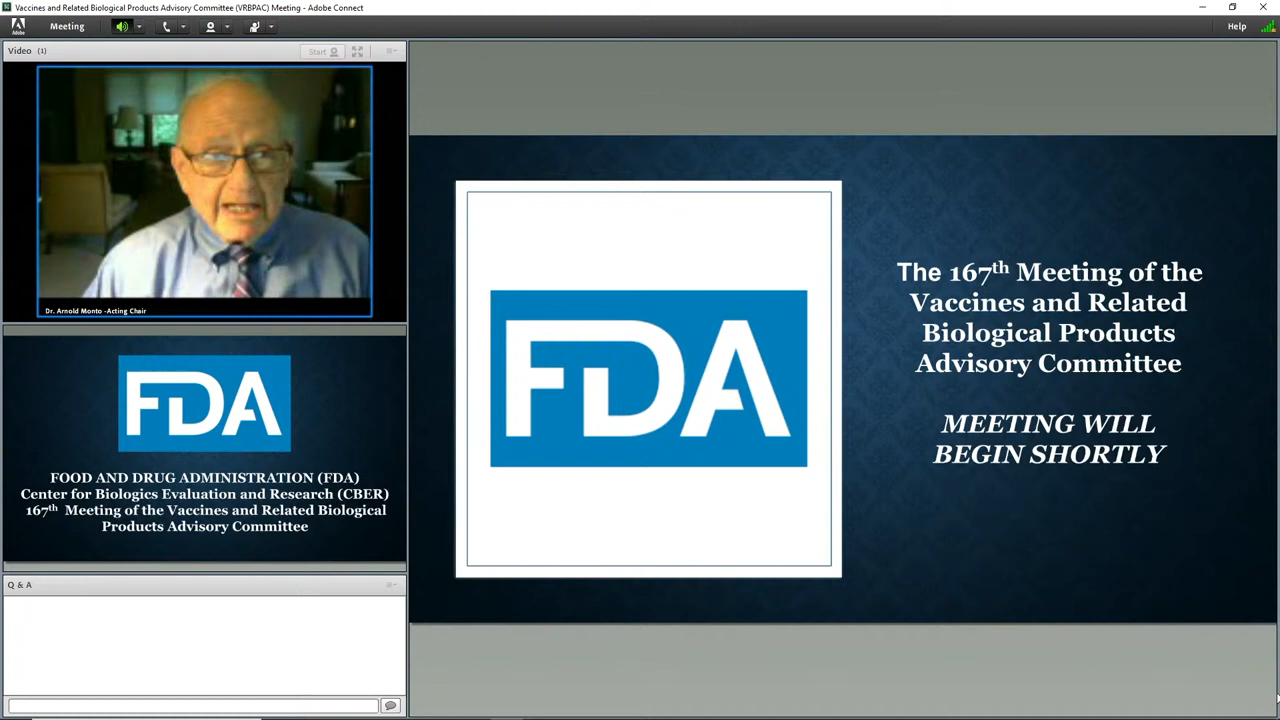 Vaccines and Related Biological Products Advisory Committee (VRBPAC) Meeting - Adobe Connect
Adobe
Meeting
Help
Video (1)
Start
Dr. Arnold Monto -Acting Chair
FDA
FOOD AND DRUG ADMINISTRATION (FDA)
Center for Biologics Evaluation and Research (CBER)
167th Meeting of the Vaccines and Related Biological
Products Advisory Committee
Q & A
FDA
The 167th Meeting of the
Vaccines and Related
Biological Products
Advisory Committee
MEETING WILL
BEGIN SHORTLY